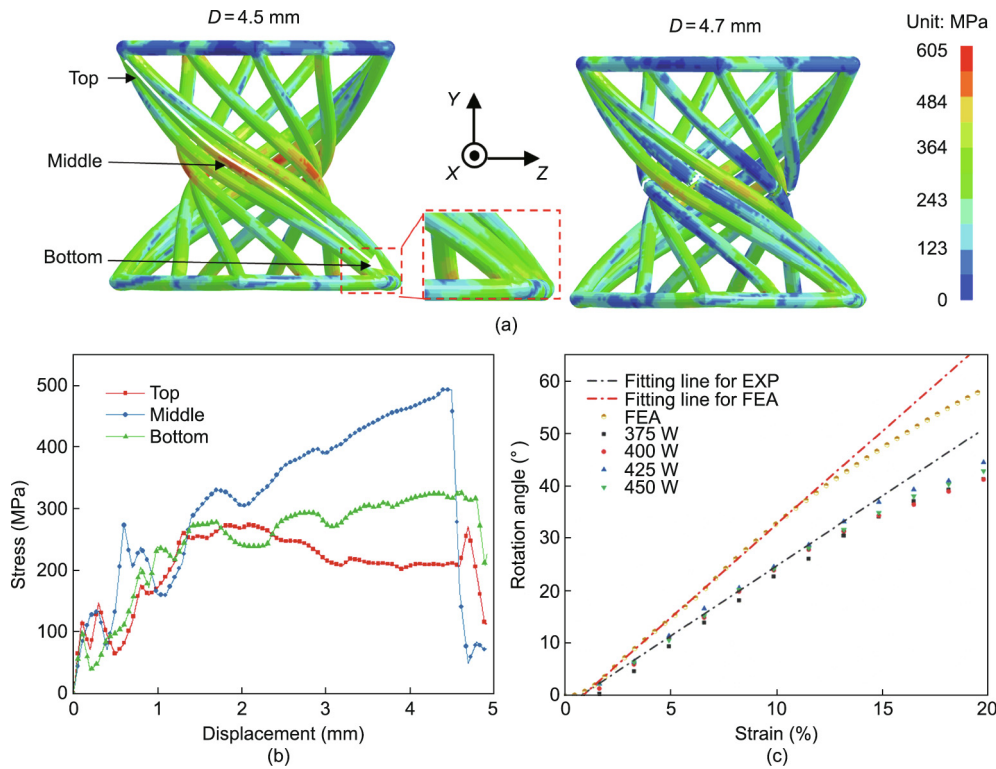 D = 4.5 mm
D = 4.7 mm
Unit: MPa
605
484
364
243
123
0
Top
Middle
Bottom
Y
X
Z
(a)
500
400
300
200
100
0
Stress (MPa)
Top
Middle
Bottom
0
1
2
3
4
5
Displacement (mm)
(b)
60
50
40
30
20
10
0
Rotation angle (°)
Fitting line for EXP
Fitting line for FEA
FEA
375 W
400 W
425 W
450 W
0
5
10
15
20
Strain (%)
(c)